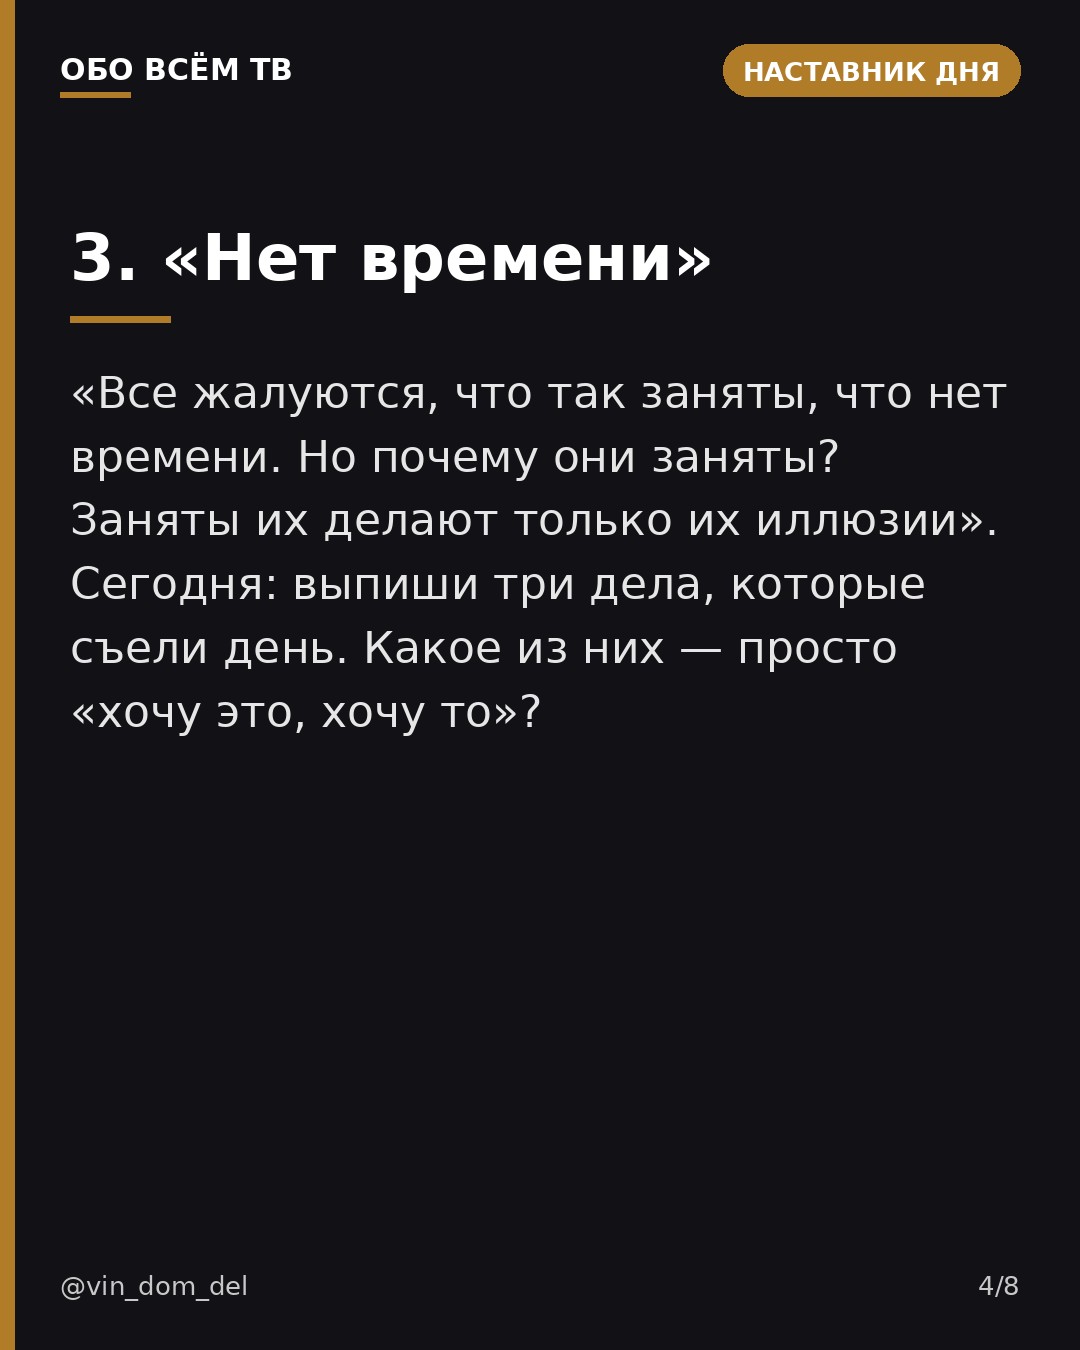 ОБО ВСЁМ ТВ
НАСТАВНИК ДНЯ
3. «Нет времени»
«Все жалуются, что так заняты, что нет
времени. Но почему они заняты?
Заняты их делают только их иллюзии».
Сегодня: выпиши три дела, которые
съели день. Какое из них — просто
«хочу это, хочу то»?
@vin_dom_del
4/8